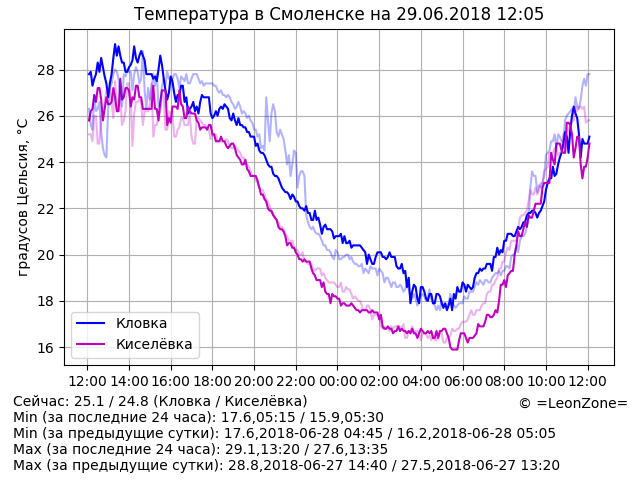 Температура в Смоленске на 29.06.2018 12:05
градусов Цельсия, °C
28
26
24
22
20
18
16
Кловка
Киселёвка
12:00 14:00 16:00 18:00 20:00 22:00 00:00 02:00 04:00 06:00 08:00 10:00 12:00
Сейчас: 25.1 / 24.8 (Кловка / Киселёвка)
© =LeonZone=
Min (за последние 24 часа): 17.6,05:15 / 15.9,05:30
Min (за предыдущие сутки): 17.6,2018-06-28 04:45 / 16.2,2018-06-28 05:05
Max (за последние 24 часа): 29.1,13:20 / 27.6,13:35
Max (за предыдущие сутки): 28.8,2018-06-27 14:40 / 27.5,2018-06-27 13:20